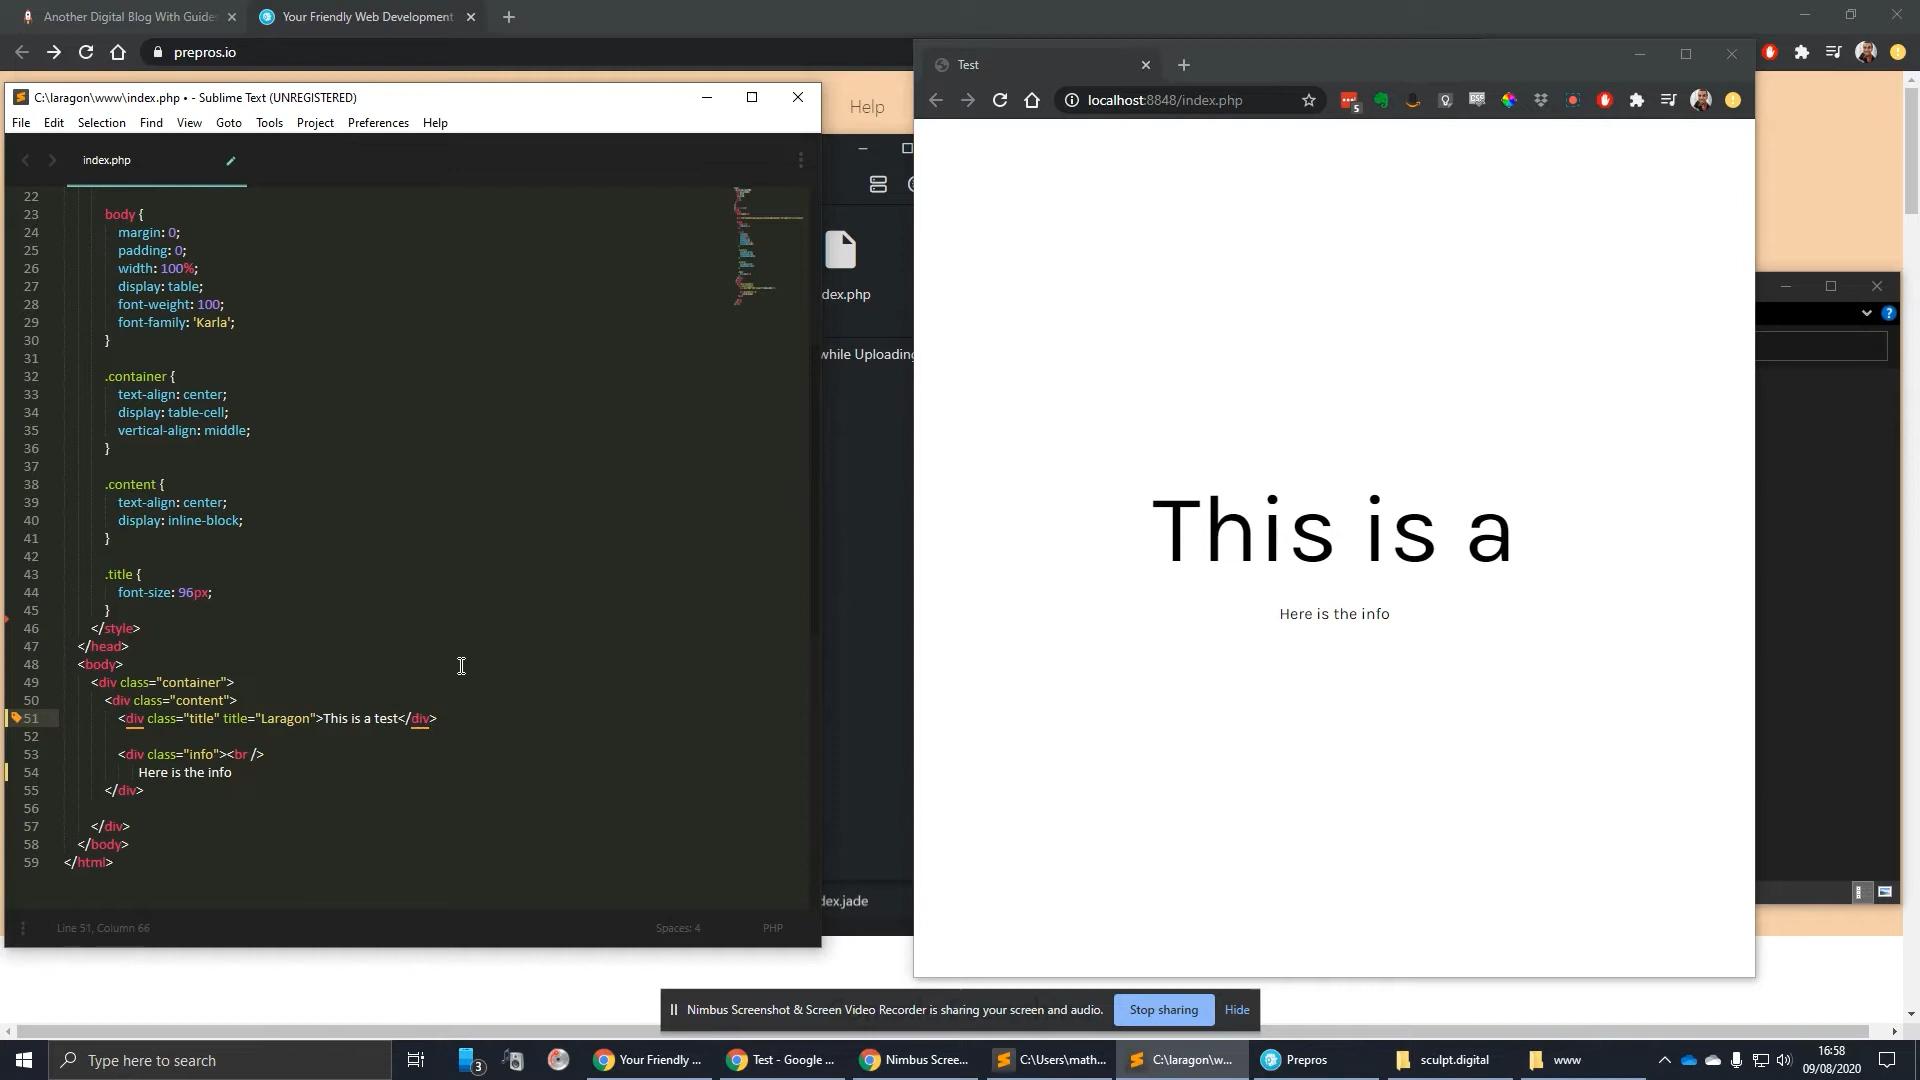 Another Digital Blog With Guides
Your Friendly Web Development
prepros.io
C:\laragon\www\index.php • - Sublime Text (UNREGISTERED)
File Edit Selection Find View Goto Tools Project Preferences Help
index.php
22
23 body {
24 margin: 0;
25 padding: 0;
26 width: 100%;
27 display: table;
28 font-weight: 100;
29 font-family: 'Karla';
30 }
31
32 .container {
33 text-align: center;
34 display: table-cell;
35 vertical-align: middle;
36 }
37
38 .content {
39 text-align: center;
40 display: inline-block;
41 }
42
43 .title {
44 font-size: 96px;
45 }
46 </style>
47 </head>
48 <body>
49 <div class="container">
50 <div class="content">
51 <div class="title" title="Laragon">This is a test</div>
52
53 <div class="info"><br />
54 Here is the info
55 </div>
56
57 </div>
58 </body>
59 </html>
Line 51, Column 66
Spaces: 4
PHP
Help
dex.php
while Uploading
dex.jade
Test
localhost:8848/index.php
5
CSS
This is a
Here is the info
?
Nimbus Screenshot & Screen Video Recorder is sharing your screen and audio.
Stop sharing
Hide
Type here to search
3
Your Friendly ...
Test - Google ...
Nimbus Scree...
C:\Users\math...
C:\laragon\w...
Prepros
sculpt.digital
www
16:58
09/08/2020